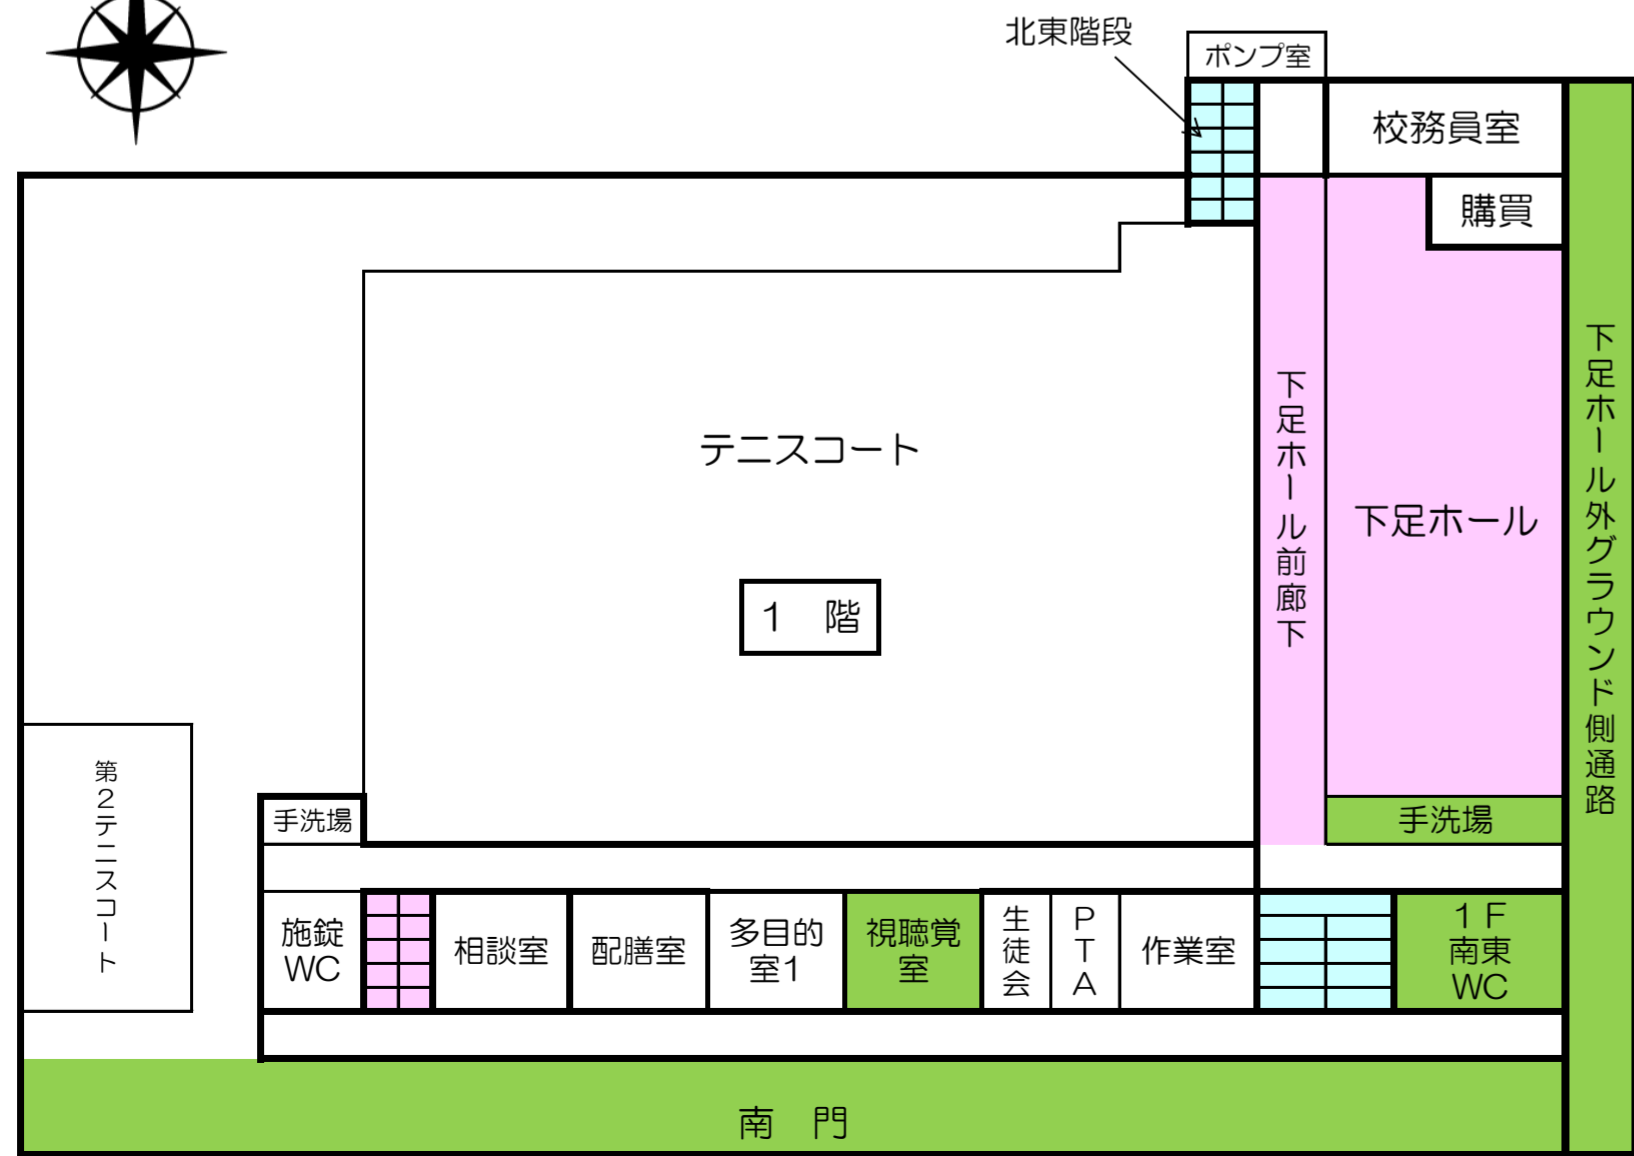 北東階段
ポンプ室
校務員室
購買
下足ホール外グラウンド側通路
下足ホール前廊下
テニスコート
下足ホール
1 階
第2テニスコート
手洗場
手洗場
施錠
WC
相談室
配膳室
多目的
室1
視聴覚
室
生徒会
PTA
作業室
1F
南東
WC
南 門